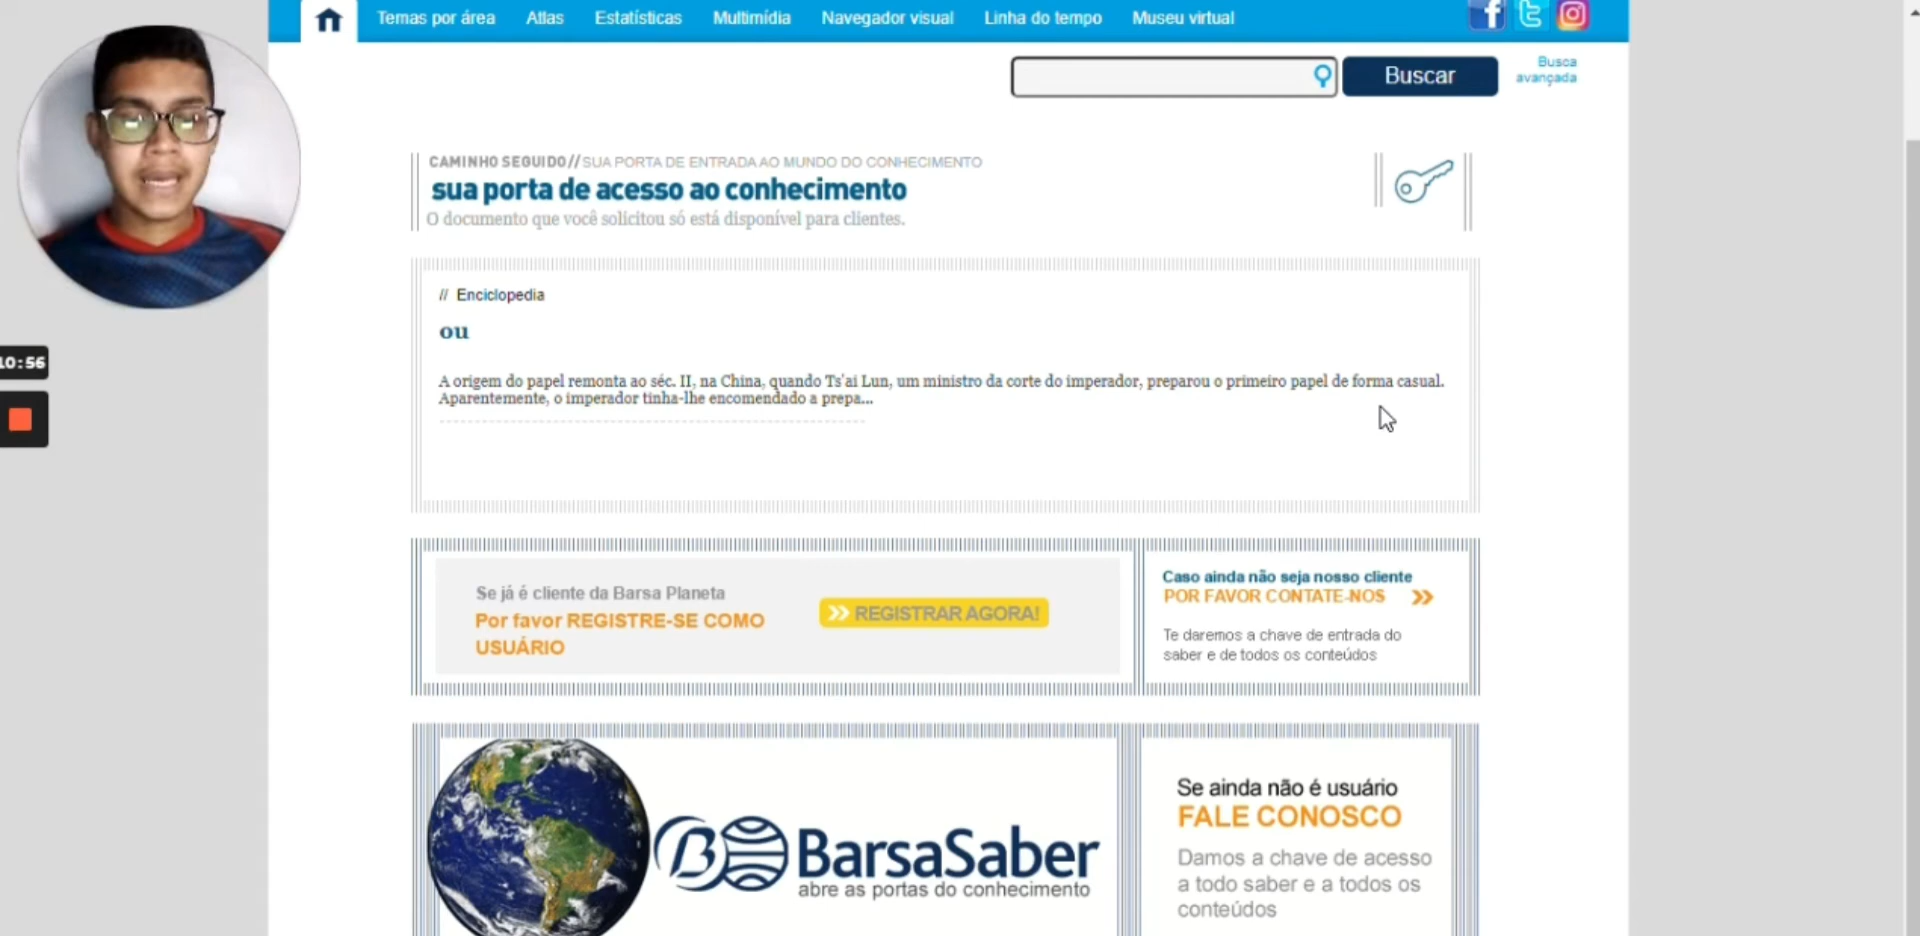 Temas por área Atlas Estatísticas Multimídia Navegador visual Linha do tempo Museu virtual
Buscar
Busca
avançada
CAMINHO SEGUIDO//SUA PORTA DE ENTRADA AO MUNDO DO CONHECIMENTO
sua porta de acesso ao conhecimento
O documento que você solicitou só está disponível para clientes.
// Enciclopedia
ou
A origem do papel remonta ao séc. II, na China, quando Ts'ai Lun, um ministro da corte do imperador, preparou o primeiro papel de forma casual.
Aparentemente, o imperador tinha-lhe encomendado a prepa...
10:56
Se já é cliente da Barsa Planeta
Por favor REGISTRE-SE COMO
USUÁRIO
REGISTRAR AGORA!
Caso ainda não seja nosso cliente
POR FAVOR CONTATE-NOS
Te daremos a chave de entrada do
saber e de todos os conteúdos
BarsaSaber
abre as portas do conhecimento
Se ainda não é usuário
FALE CONOSCO
Damos a chave de acesso
a todo saber e a todos os
conteúdos